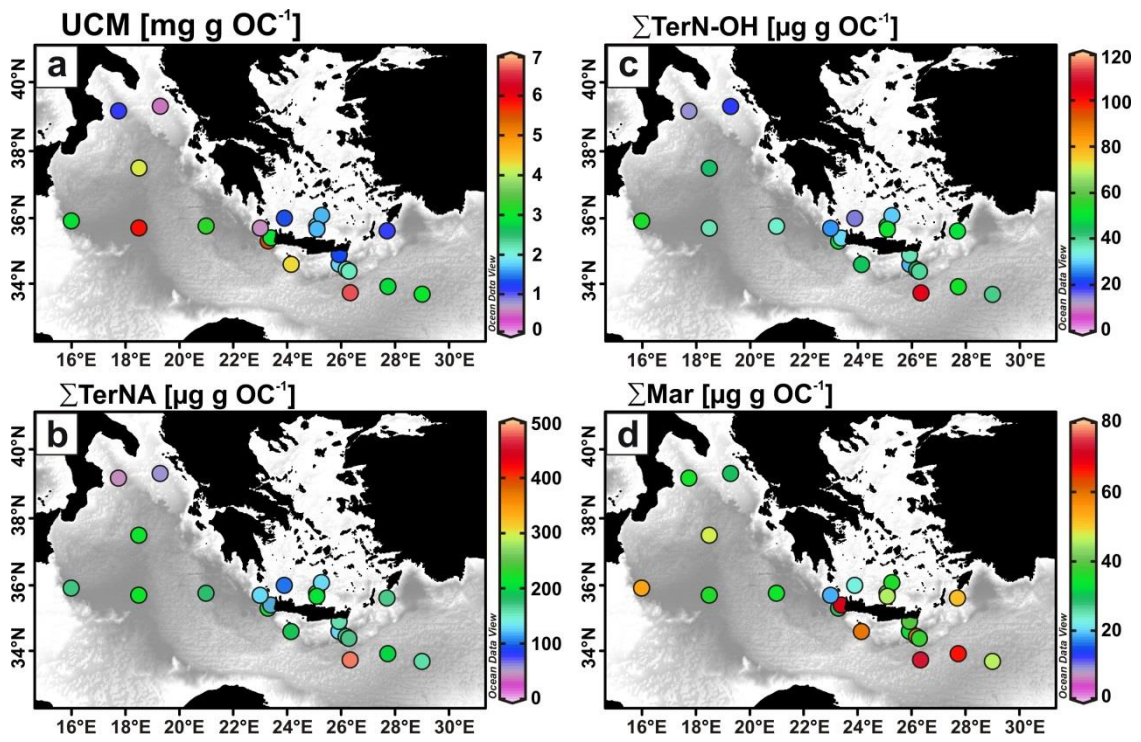 UCM [mg g OC⁻¹]
a
40°N
38°N
36°N
34°N
16°E 18°E 20°E 22°E 24°E 26°E 28°E 30°E
7
6
5
4
3
2
1
0
Ocean Data View
∑TerN-OH [µg g OC⁻¹]
c
40°N
38°N
36°N
34°N
16°E 18°E 20°E 22°E 24°E 26°E 28°E 30°E
120
100
80
60
40
20
0
Ocean Data View
∑TerNA [µg g OC⁻¹]
b
40°N
38°N
36°N
34°N
16°E 18°E 20°E 22°E 24°E 26°E 28°E 30°E
500
400
300
200
100
0
Ocean Data View
∑Mar [µg g OC⁻¹]
d
40°N
38°N
36°N
34°N
16°E 18°E 20°E 22°E 24°E 26°E 28°E 30°E
80
60
40
20
0
Ocean Data View